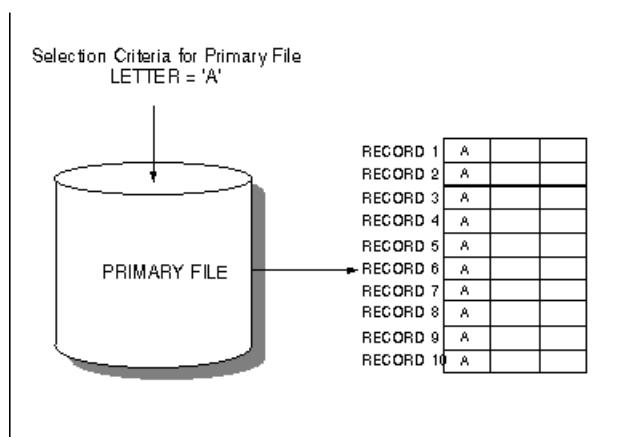 Selection Criteria for Primary File
LETTER = 'A'
PRIMARY FILE
RECORD 1 A
RECORD 2 A
RECORD 3 A
RECORD 4 A
RECORD 5 A
RECORD 6 A
RECORD 7 A
RECORD 8 A
RECORD 9 A
RECORD 10 A